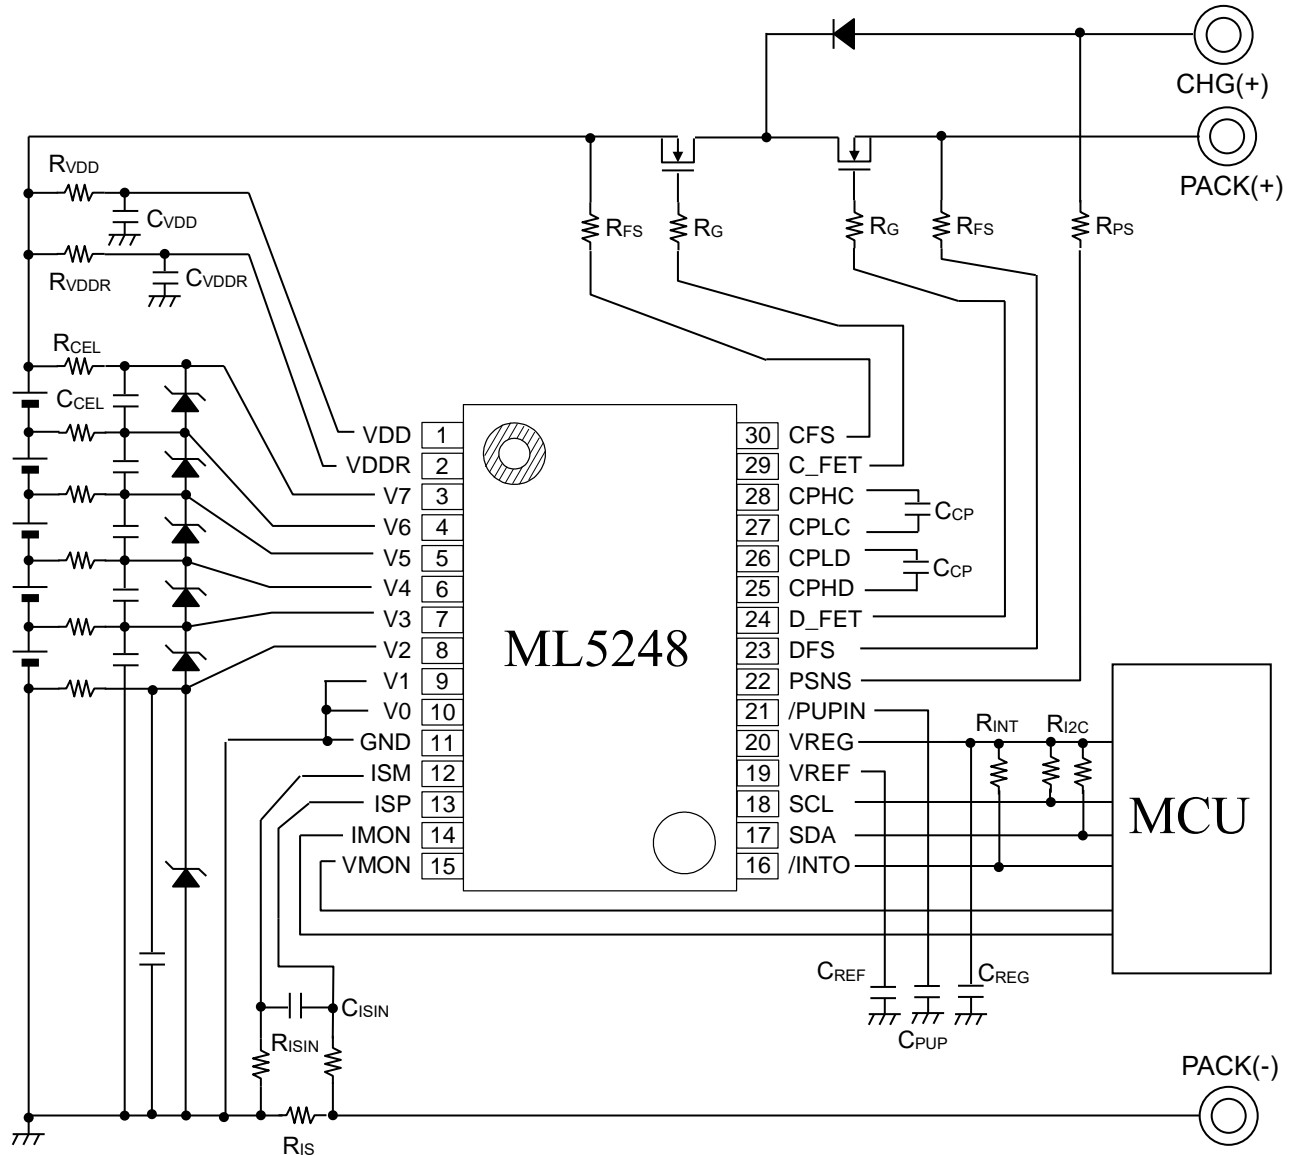 CHG(+)
PACK(+)
RVDD
CVDD
RVDDR
CVDDR
RFS
RG
RG
RFS
RPS
RCEL
CCEL
VDD 1
VDDR 2
V7 3
V6 4
V5 5
V4 6
V3 7
V2 8
V1 9
V0 10
GND 11
ISM 12
ISP 13
IMON 14
VMON 15
ML5248
30 CFS
29 C_FET
28 CPHC
27 CPLC
26 CPLD
25 CPHD
24 D_FET
23 DFS
22 PSNS
21 /PUPIN
20 VREG
19 VREF
18 SCL
17 SDA
16 /INTO
CCP
CCP
RINT
RI2C
MCU
CREF
CPUP
CREG
CISIN
RISIN
RIS
PACK(-)